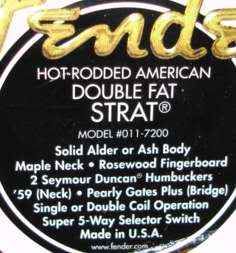 Fender
HOT-RODDED AMERICAN
DOUBLE FAT
STRAT®
MODEL #011-7200
Solid Alder or Ash Body
Maple Neck • Rosewood Fingerboard
2 Seymour Duncan® Humbuckers
'59 (Neck) • Pearly Gates Plus (Bridge)
Single or Double Coil Operation
Super 5-Way Selector Switch
Made in U.S.A.
www.fender.com